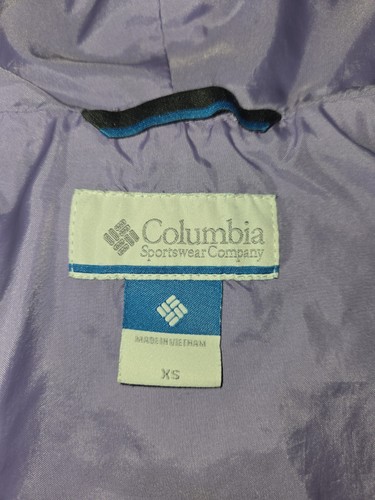 Columbia
Sportswear Company
MADE IN VIETNAM
XS